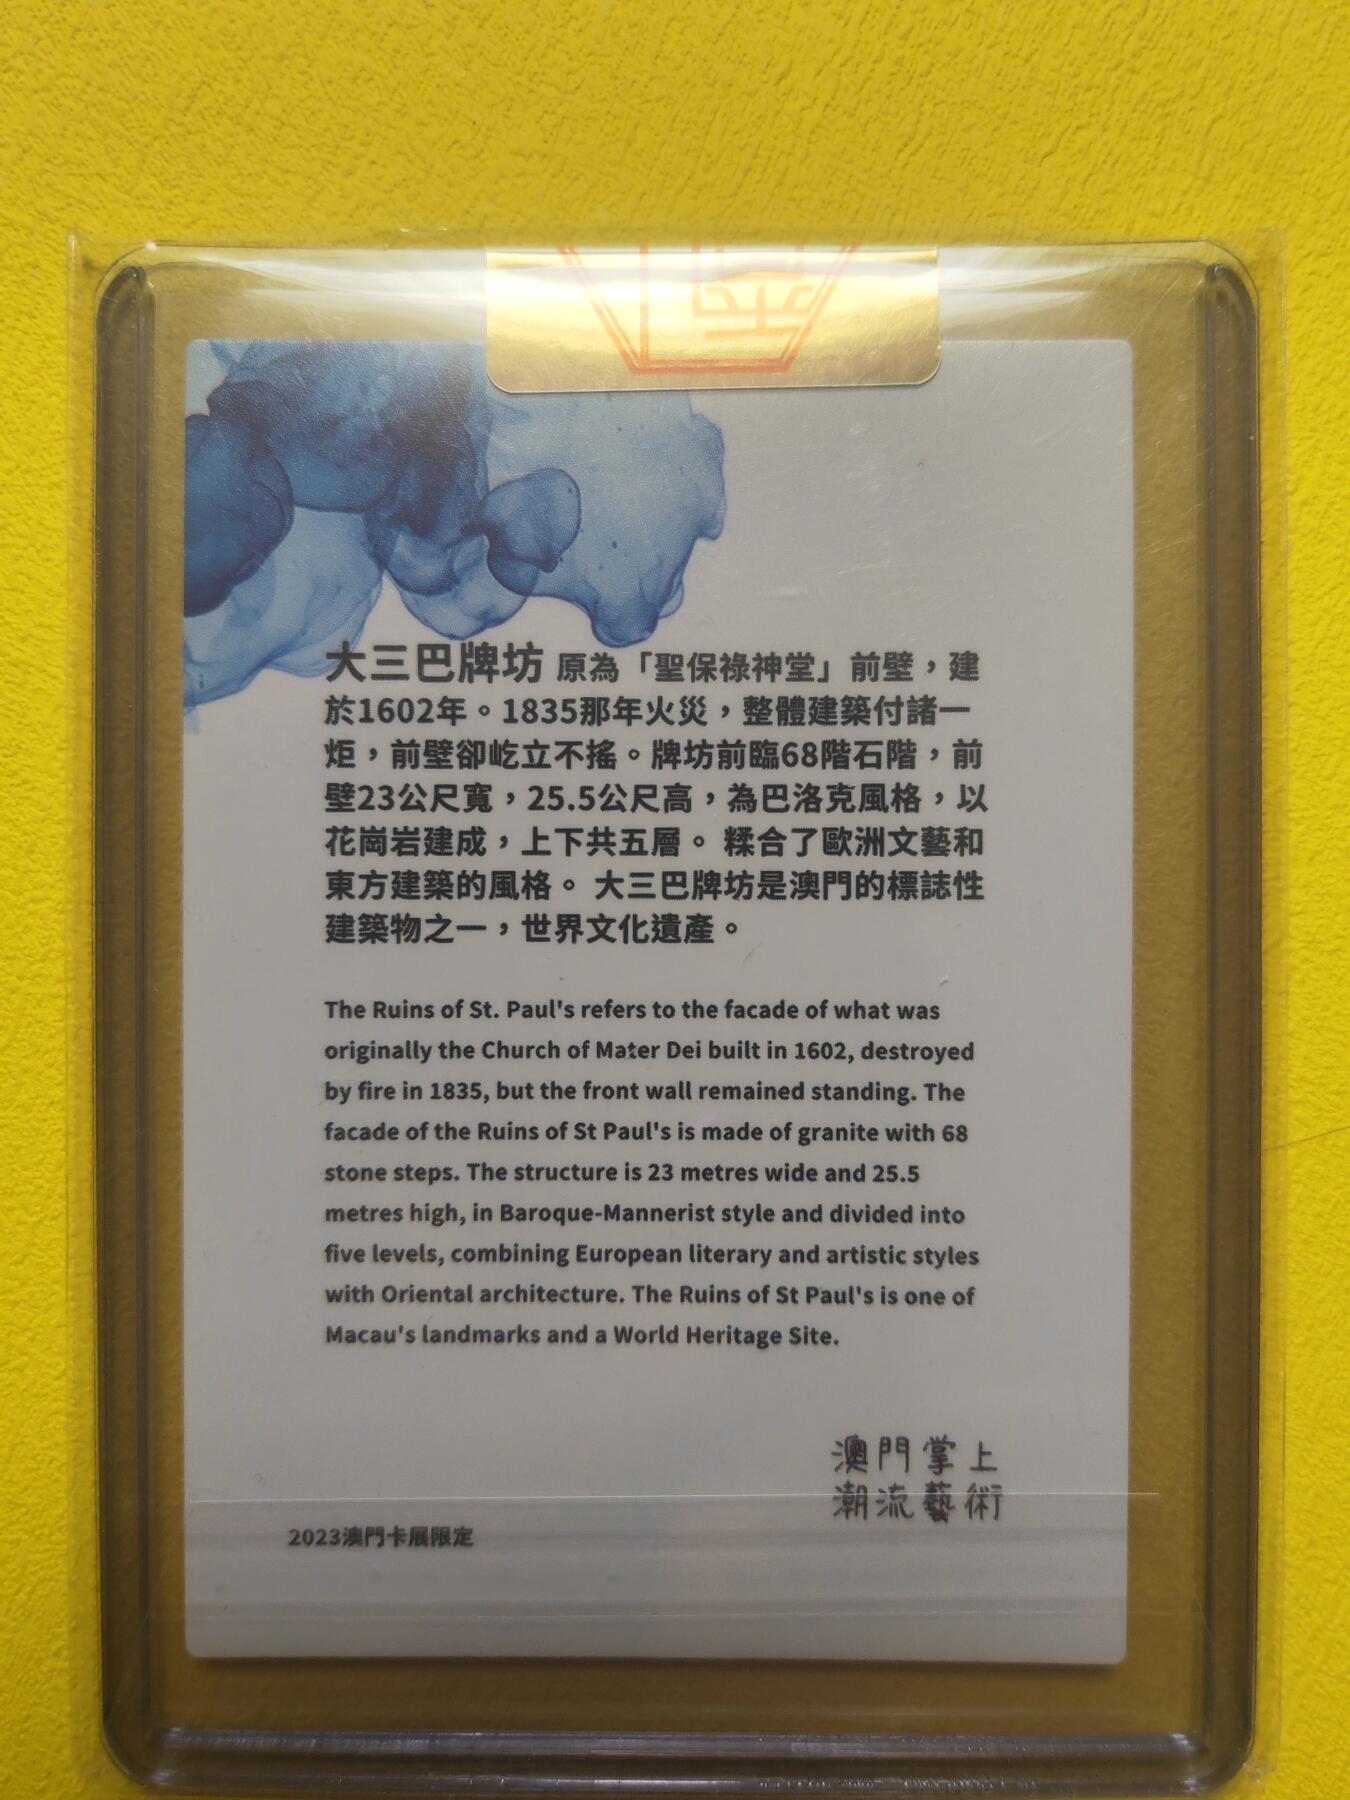 大三巴牌坊 原為「聖保祿神堂」前壁，建
於1602年。1835那年火災，整體建築付諸一
炬，前壁卻屹立不搖。牌坊前臨68階石階，前
壁23公尺寬，25.5公尺高，為巴洛克風格，以
花崗岩建成，上下共五層。 糅合了歐洲文藝和
東方建築的風格。 大三巴牌坊是澳門的標誌性
建築物之一，世界文化遺產。
The Ruins of St. Paul's refers to the facade of what was
originally the Church of Mater Dei built in 1602, destroyed
by fire in 1835, but the front wall remained standing. The
facade of the Ruins of St Paul's is made of granite with 68
stone steps. The structure is 23 metres wide and 25.5
metres high, in Baroque-Mannerist style and divided into
five levels, combining European literary and artistic styles
with Oriental architecture. The Ruins of St Paul's is one of
Macau's landmarks and a World Heritage Site.
澳門掌上
潮流藝術
2023澳門卡展限定